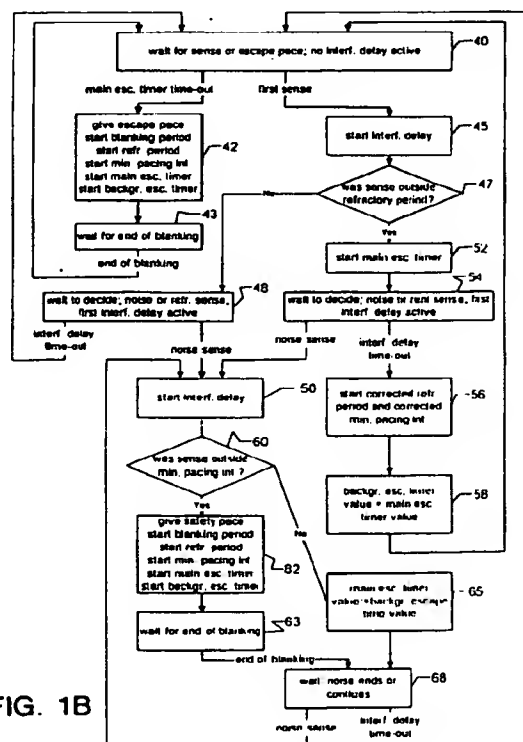 wait for sense or escape pace; no interf. delay active
40
main esc. timer time-out
first sense
give escape pace
start blanking period
start refr. period
start min. pacing int
start main esc. timer
start backgr. esc. timer
42
start interf. delay
45
was sense outside
refractory period?
47
No
Yes
43
wait for end of blanking
end of blanking
start main esc. timer
52
48
wait to decide; noise or refr. sense,
first interf. delay active
54
wait to decide; noise or real sense, first
interf. delay active
interf delay
time-out
noise sense
noise sense
interf delay
time-out
start interf. delay
50
start corrected refr
period and corrected
min. pacing int
56
60
was sense outside
min. pacing int ?
backgr. esc. timer
value = main esc
timer value
58
Yes
No
give safety pace
start blanking period
start refr. period
start min. pacing int
start main esc. timer
start backgr. esc. timer
62
main esc. timer
value=backgr. escape
time value
65
wait for end of blanking
63
end of blanking
wait; noise ends or
continues
68
noise sense
interf delay
time-out
FIG. 1B